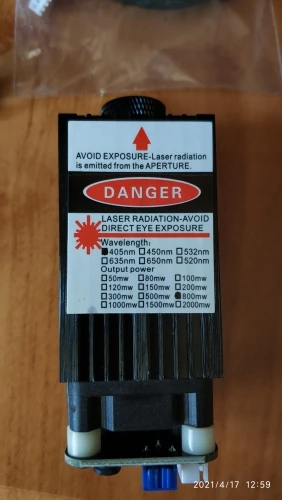 AVOID EXPOSURE-Laser radiation
is emitted from the APERTURE.
DANGER
LASER RADIATION-AVOID
DIRECT EYE EXPOSURE
Wavelength:
■405nm □450nm □532nm
□635nm □650nm □520nm
Output power
□50mw □80mw □100mw
□120mw □150mw □200mw
□300mw □500mw ■800mw
□1000mw □1500mw □2000mw
2021/4/17 12:59